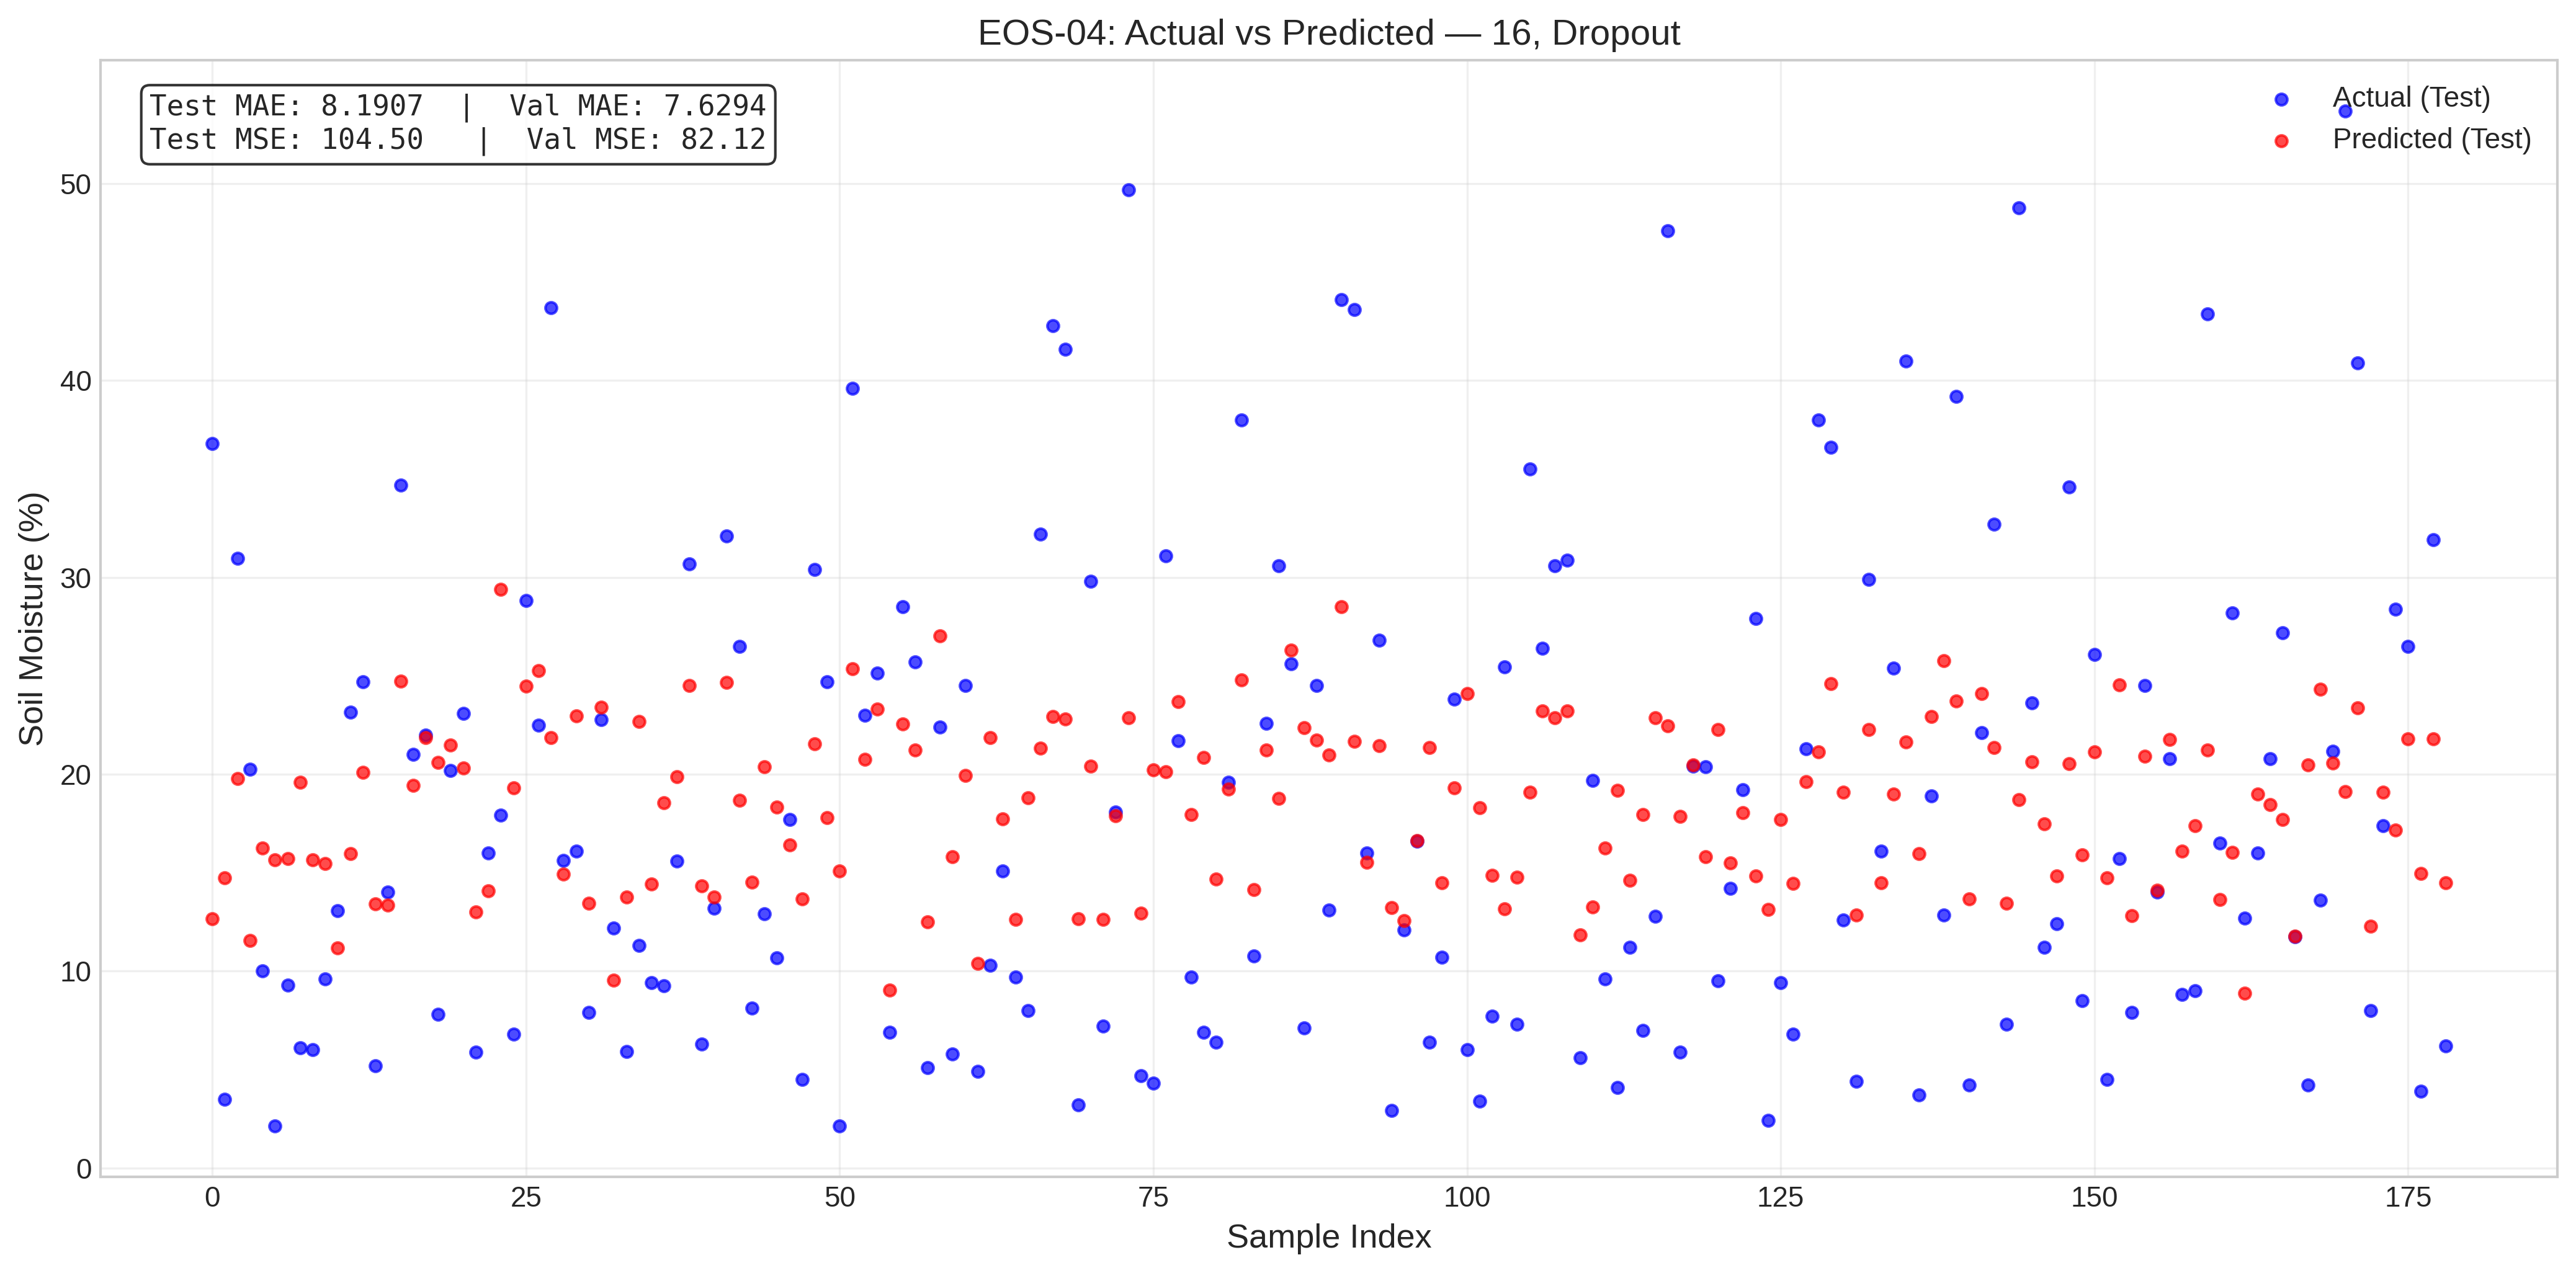 EOS-04: Actual vs Predicted — 16, Dropout
Test MAE: 8.1907  |  Val MAE: 7.6294
Test MSE: 104.50   |  Val MSE: 82.12
Actual (Test)
Predicted (Test)
Soil Moisture (%)
50
40
30
20
10
0
0 25 50 75 100 125 150 175
Sample Index